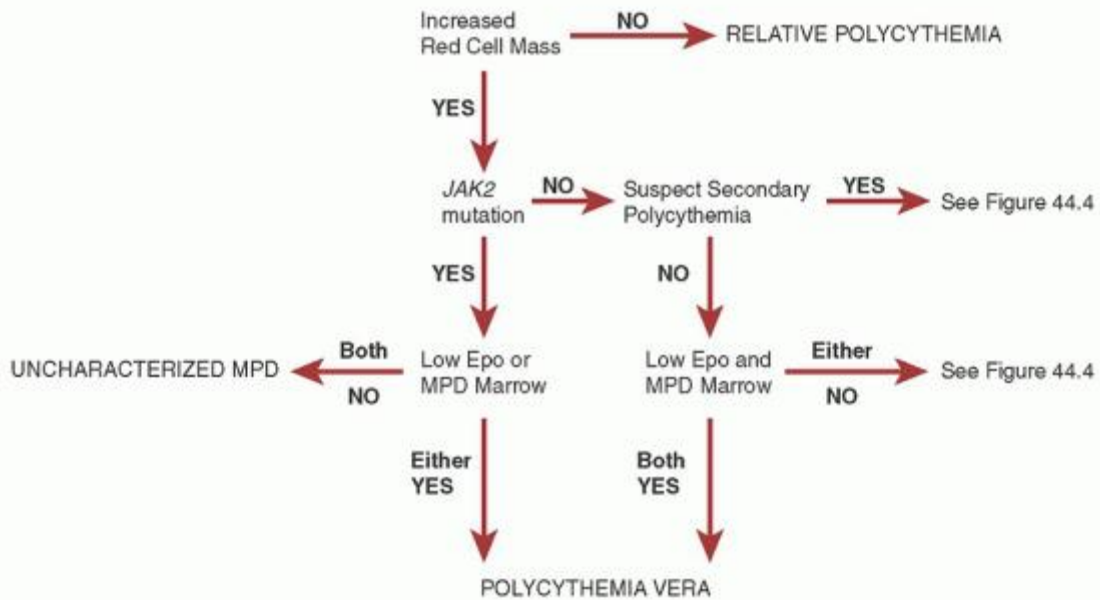 Increased
Red Cell Mass
NO
RELATIVE POLYCYTHEMIA
YES
JAK2
mutation
NO
Suspect Secondary
Polycythemia
YES
See Figure 44.4
YES
NO
UNCHARACTERIZED MPD
Both
NO
Low Epo or
MPD Marrow
Low Epo and
MPD Marrow
Either
NO
See Figure 44.4
Either
YES
Both
YES
POLYCYTHEMIA VERA